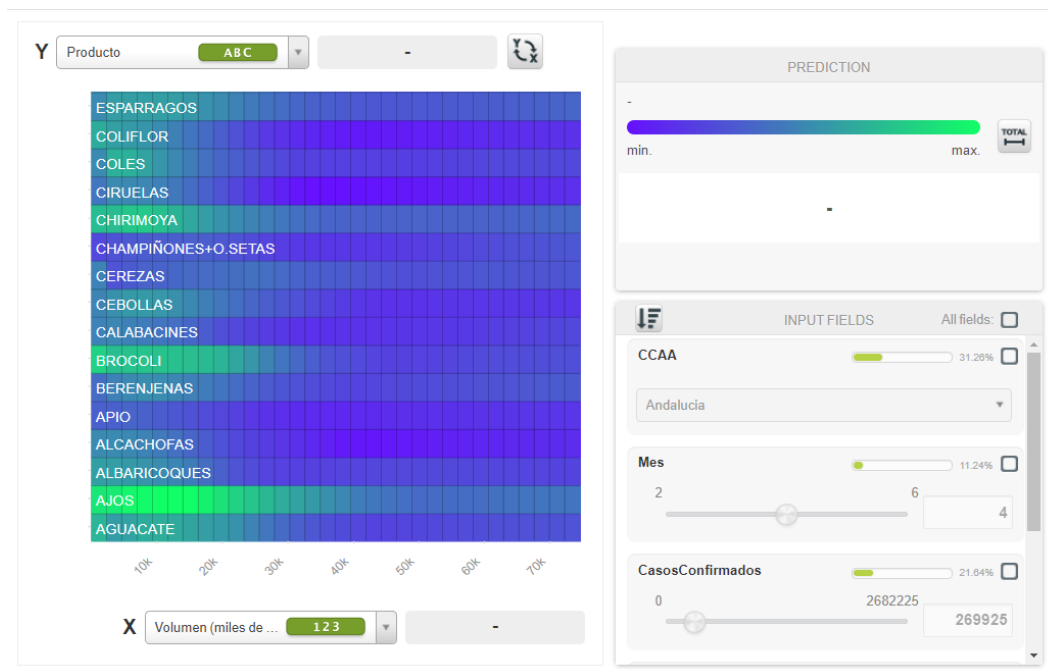 Y Producto ABC -
ESPARRAGOS
COLIFLOR
COLES
CIRUELAS
CHIRIMOYA
CHAMPIÑONES+O.SETAS
CEREZAS
CEBOLLAS
CALABACINES
BROCOLI
BERENJENAS
APIO
ALCACHOFAS
ALBARICOQUES
AJOS
AGUACATE
10k 20k 30k 40k 50k 60k 70k
X Volumen (miles de ... 123 -
PREDICTION
-
min. max. TOTAL
-
INPUT FIELDS All fields:
CCAA 31.26%
Andalucia
Mes 11.24%
2 6
4
CasosConfirmados 21.64%
0 2682225
269925